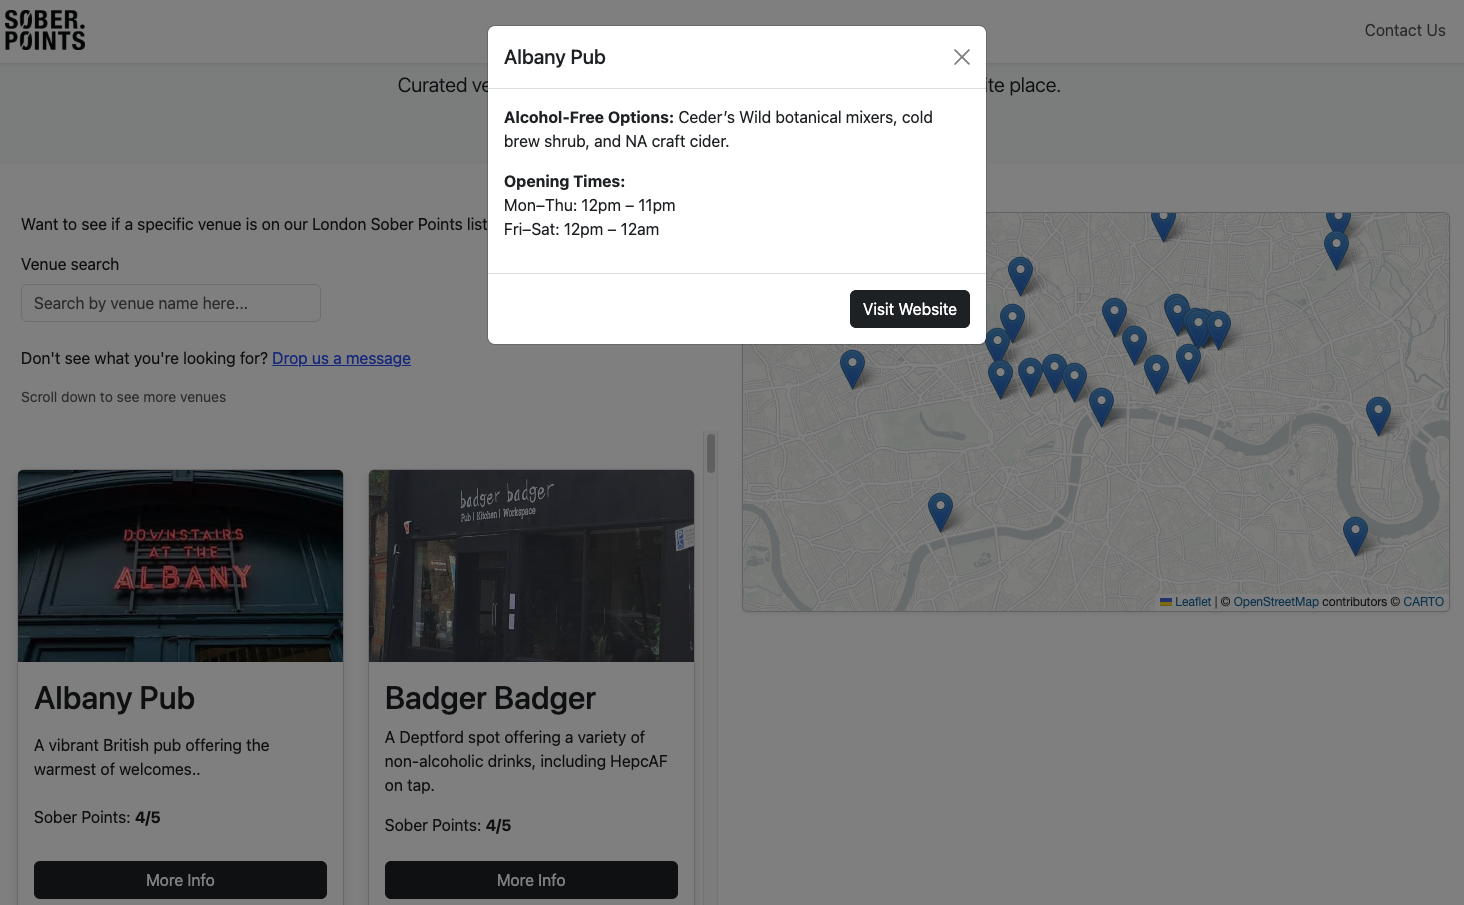 SØBER.
PØINTS
Contact Us
Curated ve
ite place.
Albany Pub
Alcohol-Free Options: Ceder’s Wild botanical mixers, cold
brew shrub, and NA craft cider.
Opening Times:
Mon–Thu: 12pm – 11pm
Fri–Sat: 12pm – 12am
Visit Website
Want to see if a specific venue is on our London Sober Points list
Venue search
Search by venue name here...
Don't see what you're looking for? Drop us a message
Scroll down to see more venues
Leaflet | © OpenStreetMap contributors © CARTO
DOWNSTAIRS
AT THE
ALBANY
Albany Pub
A vibrant British pub offering the
warmest of welcomes..
Sober Points: 4/5
More Info
badger badger
Pub | Kitchen | Workspace
Badger Badger
A Deptford spot offering a variety of
non-alcoholic drinks, including HepcAF
on tap.
Sober Points: 4/5
More Info